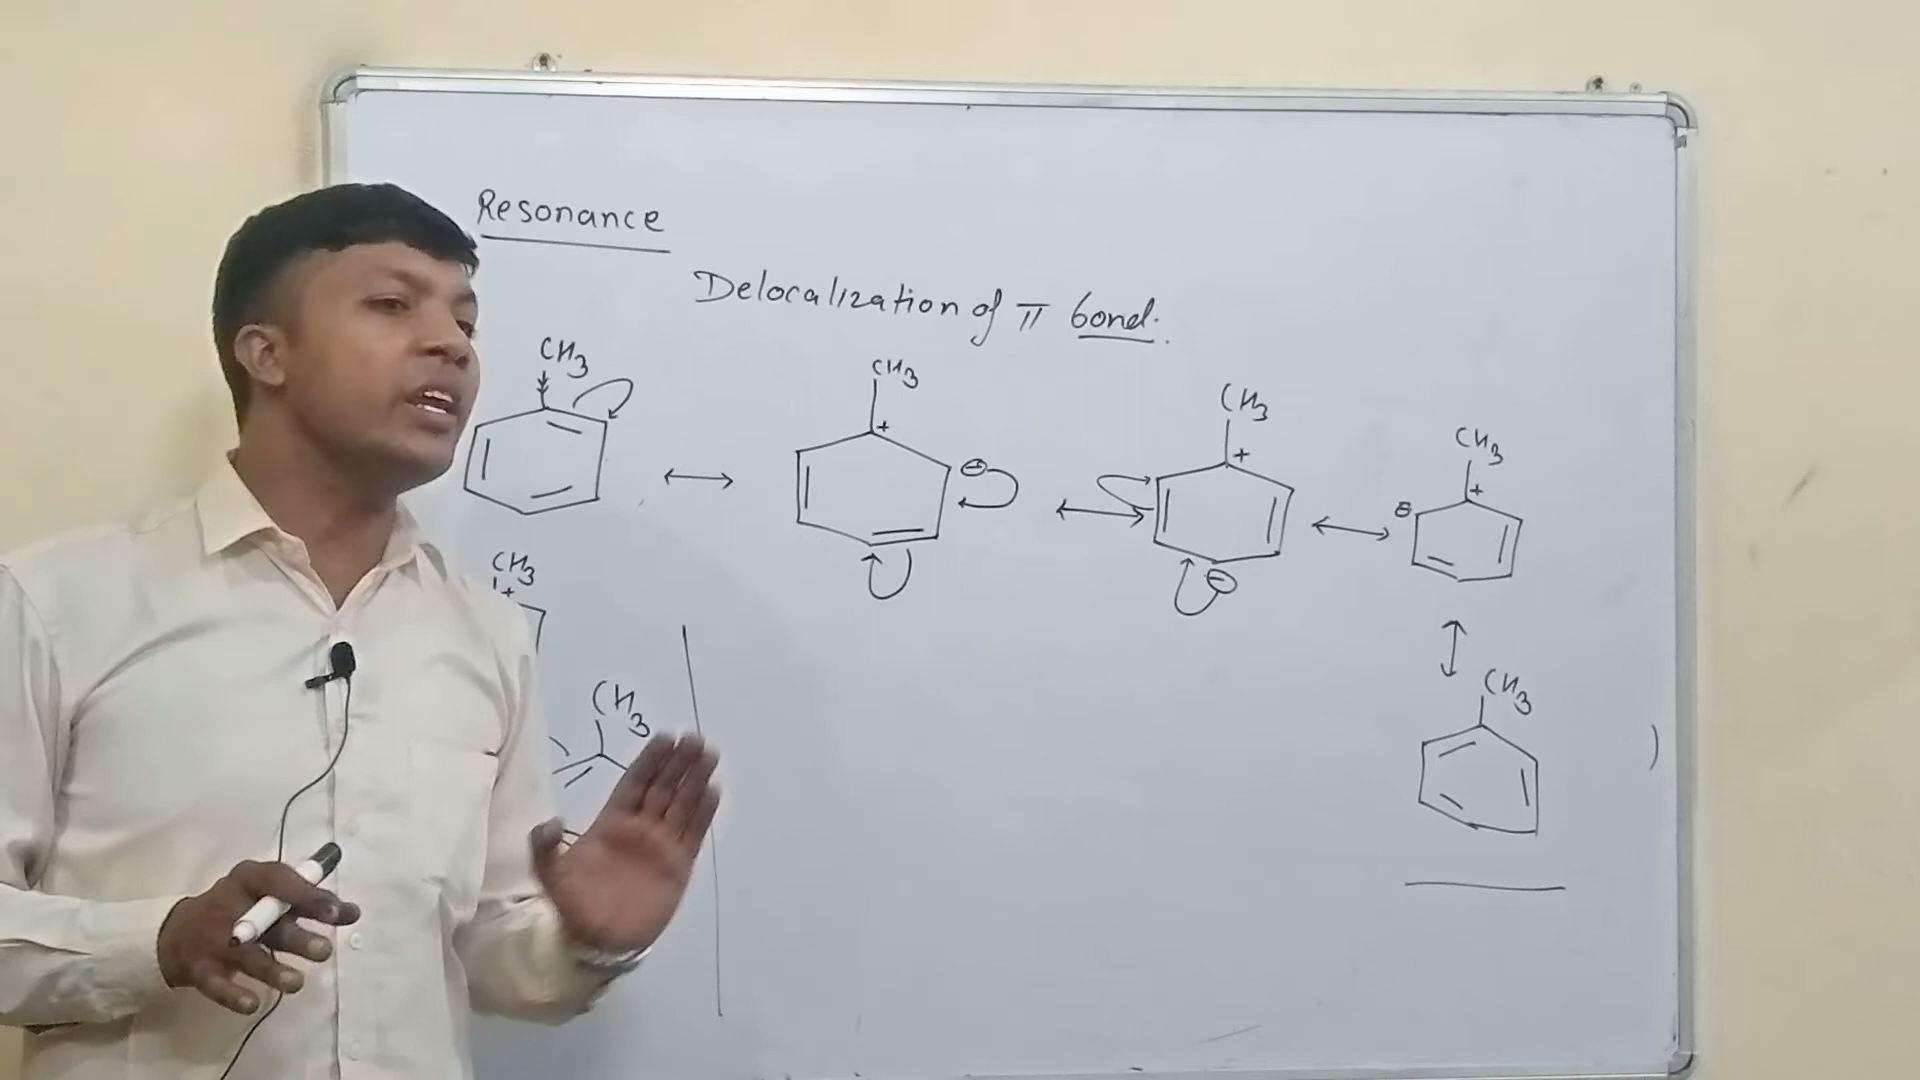 Resonance
Delocalization of π bond.
CH3
CH3
+
⊖
CH3
+
⊖
CH3
+
⊖
CH3
+
CH3
CH3